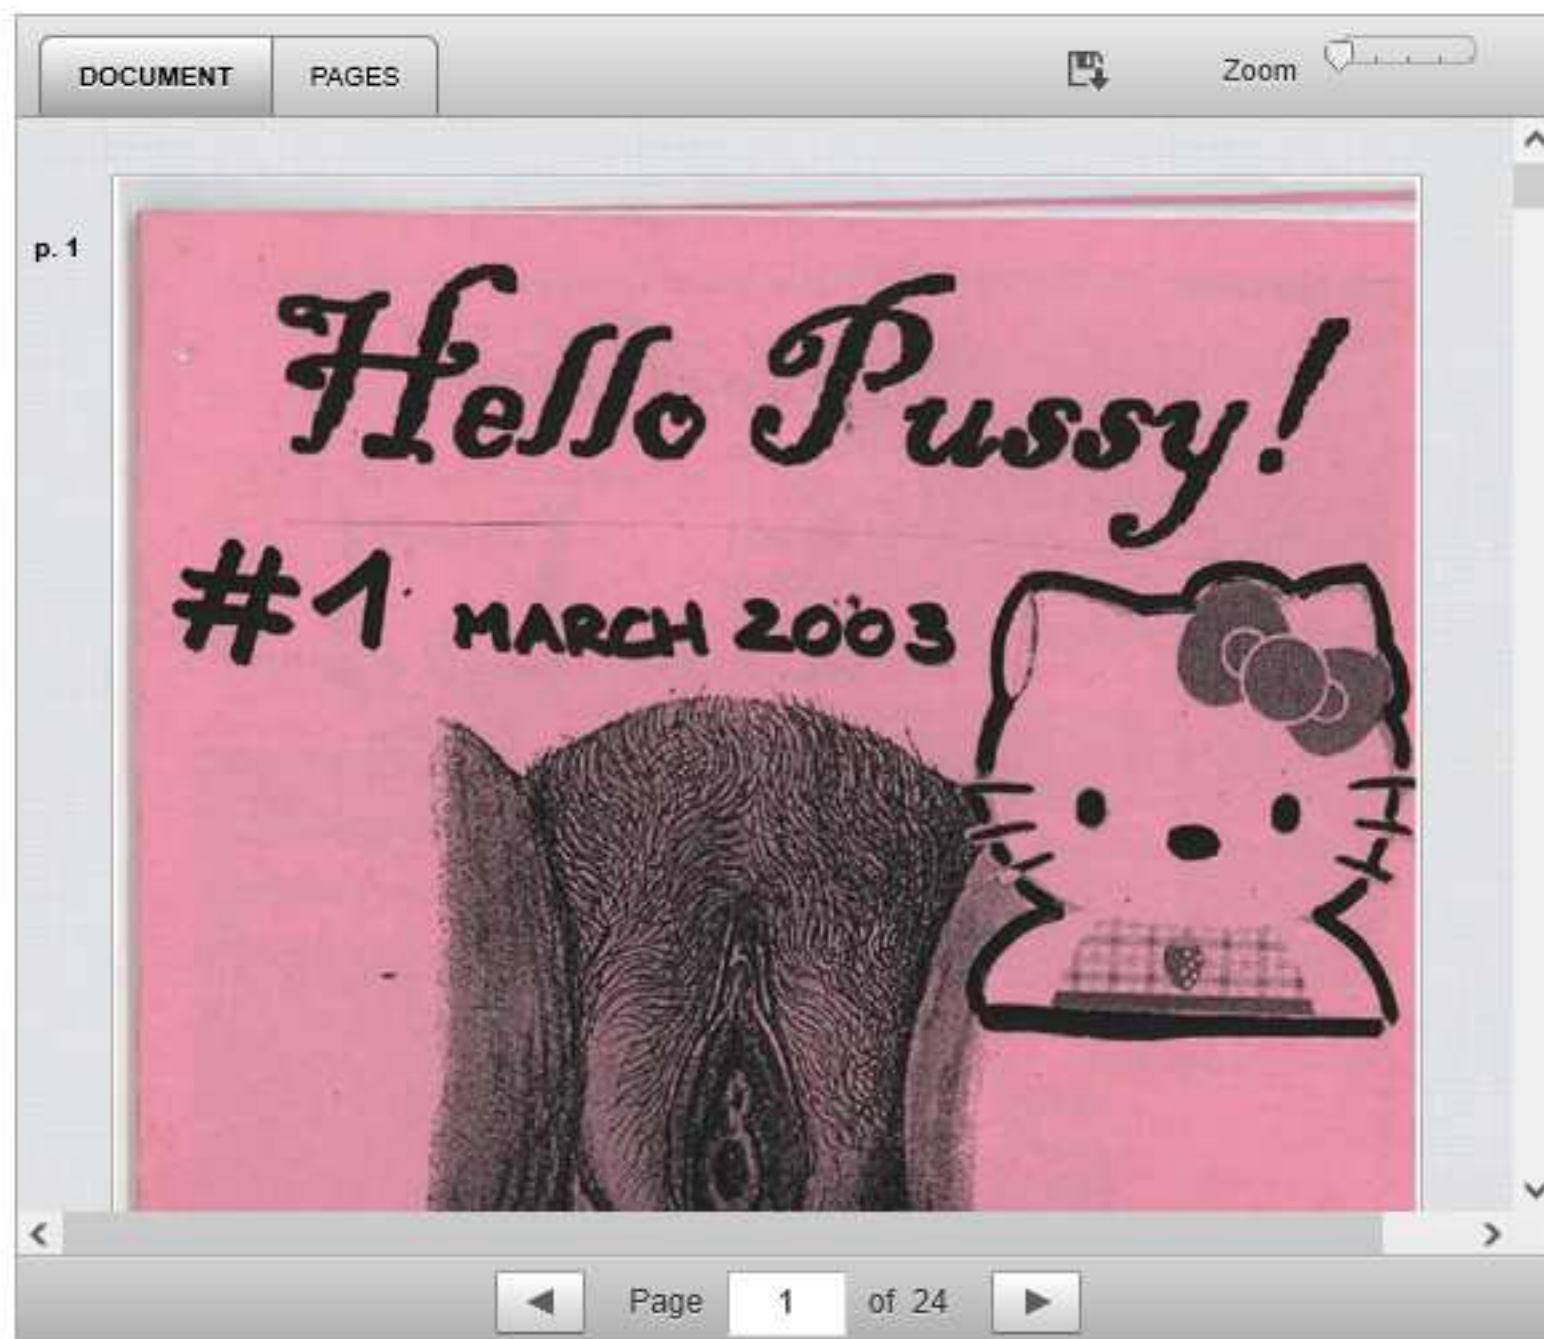 DOCUMENT PAGES Zoom
p. 1
Hello Pussy!
#1 MARCH 2003
Page 1 of 24